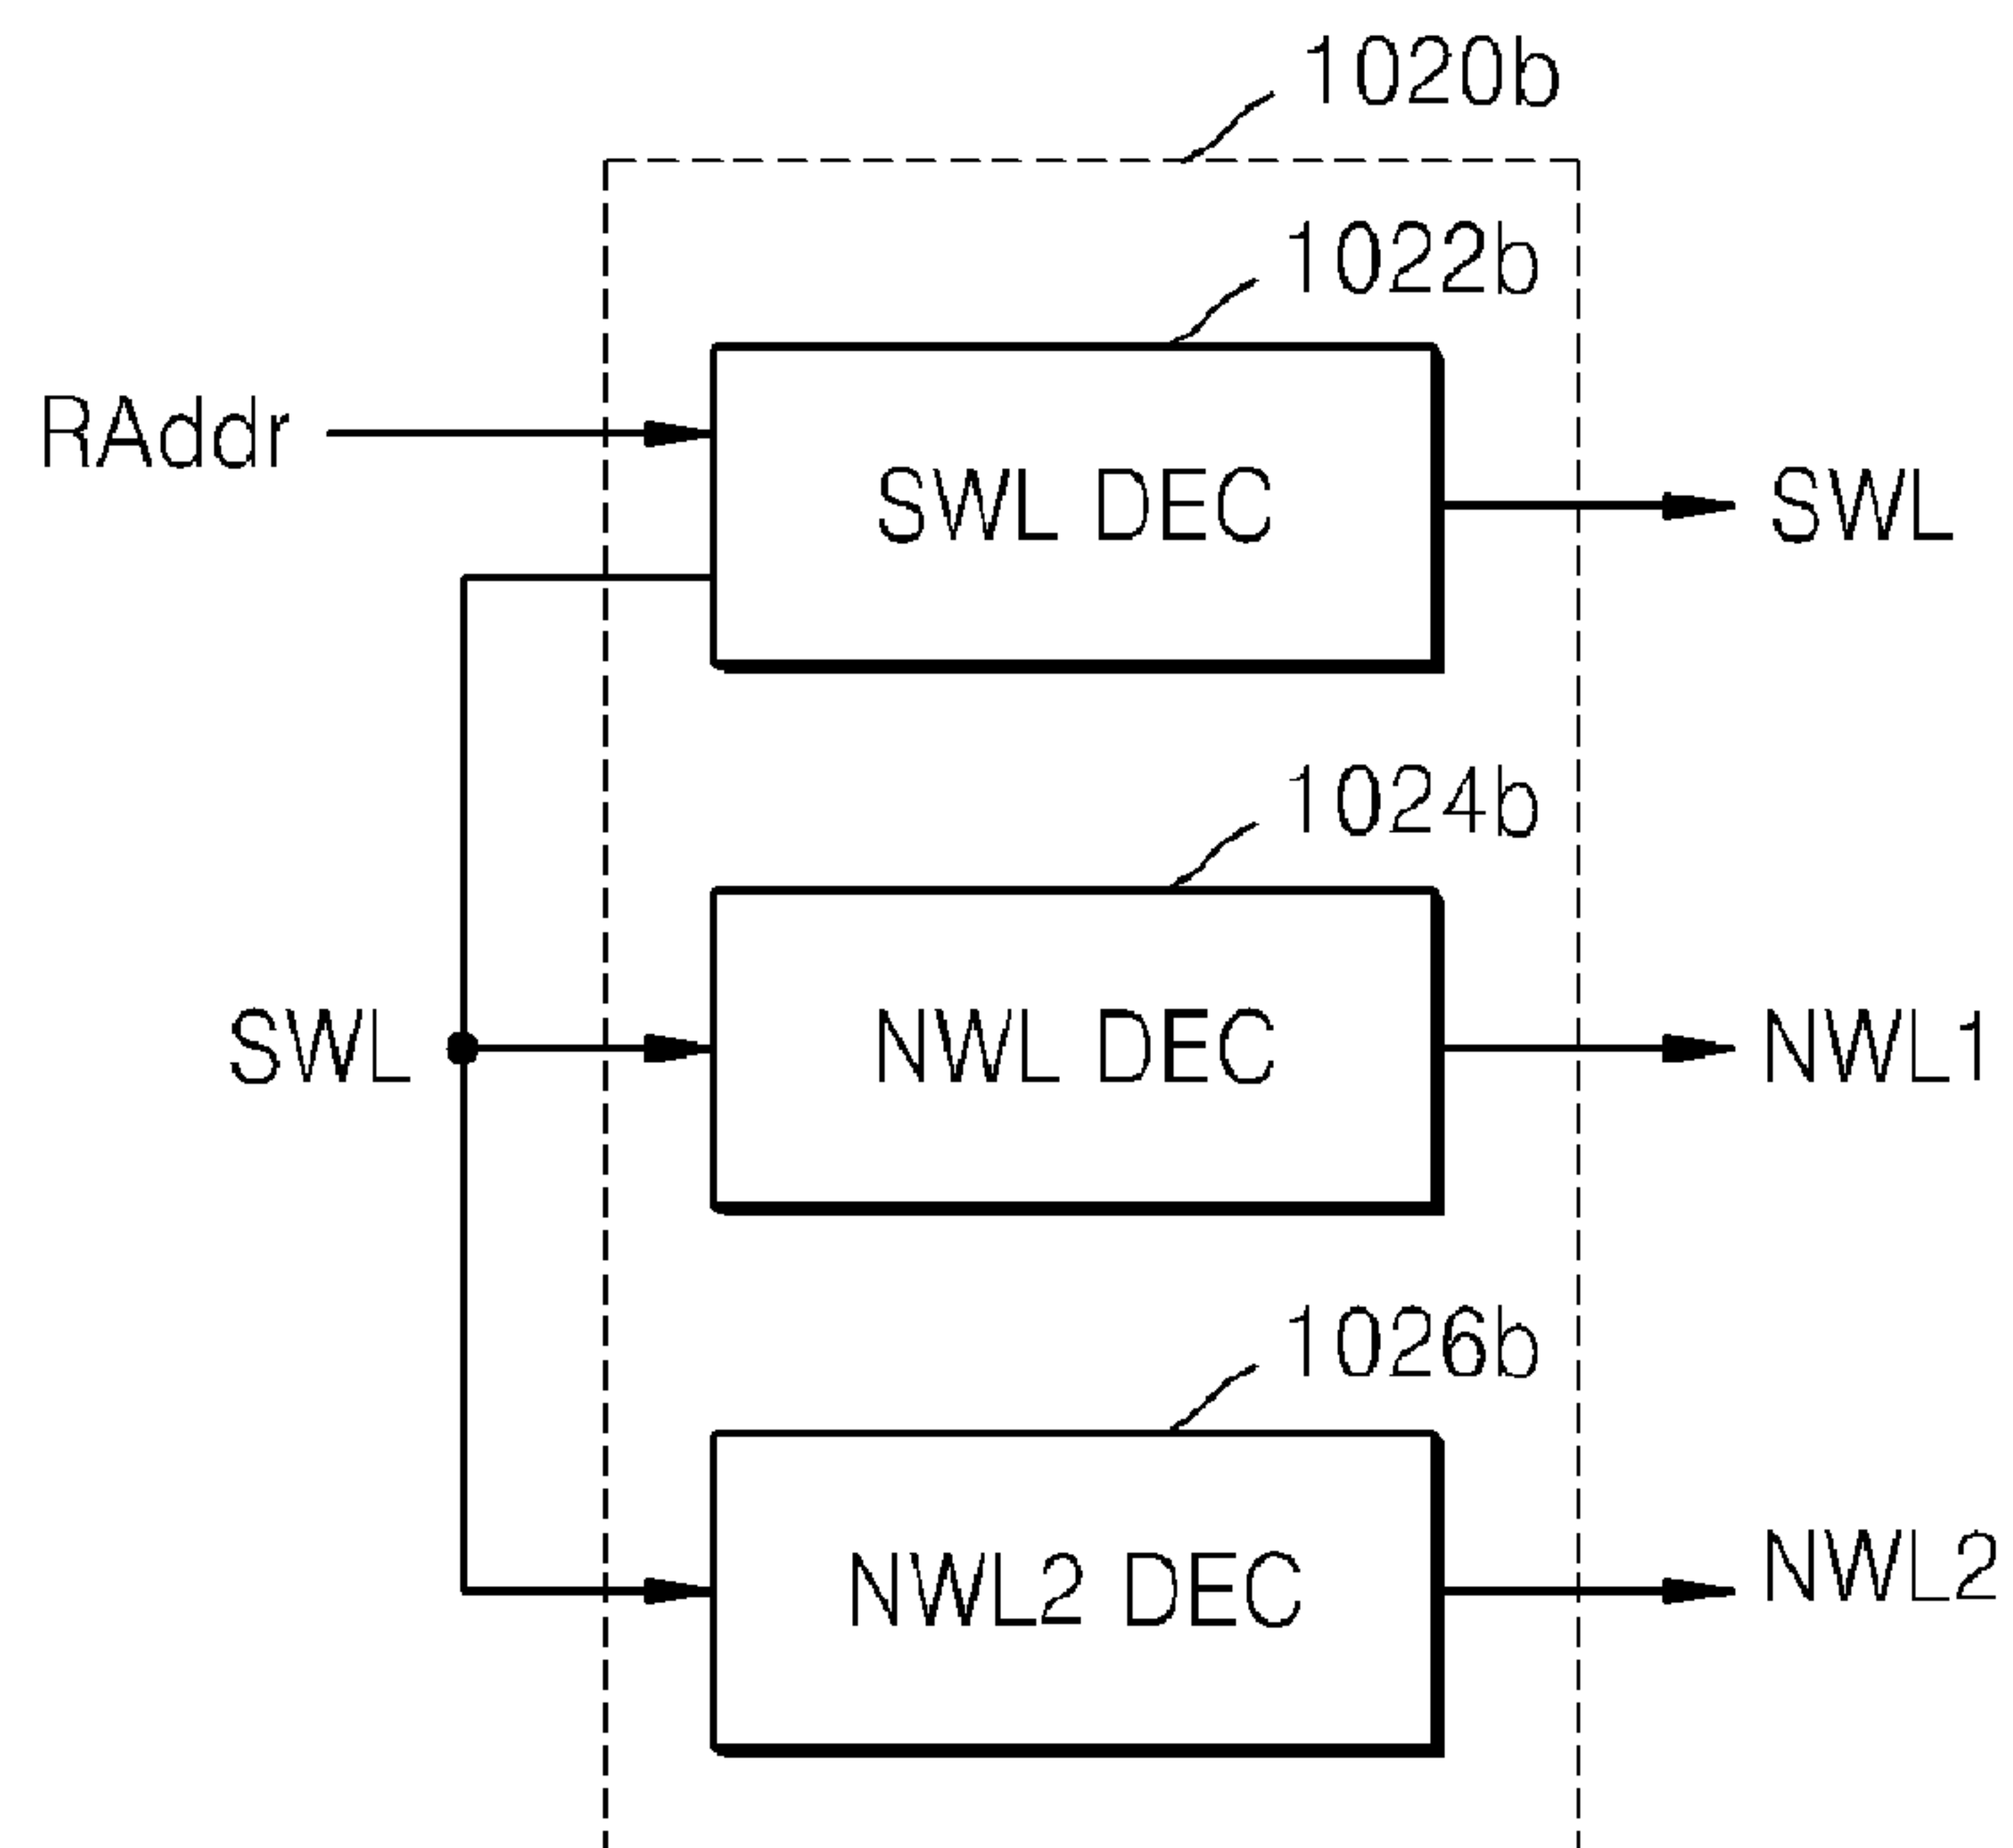 1020b
1022b
RAddr
SWL DEC
SWL
1024b
SWL
NWL DEC
NWL1
1026b
NWL2 DEC
NWL2